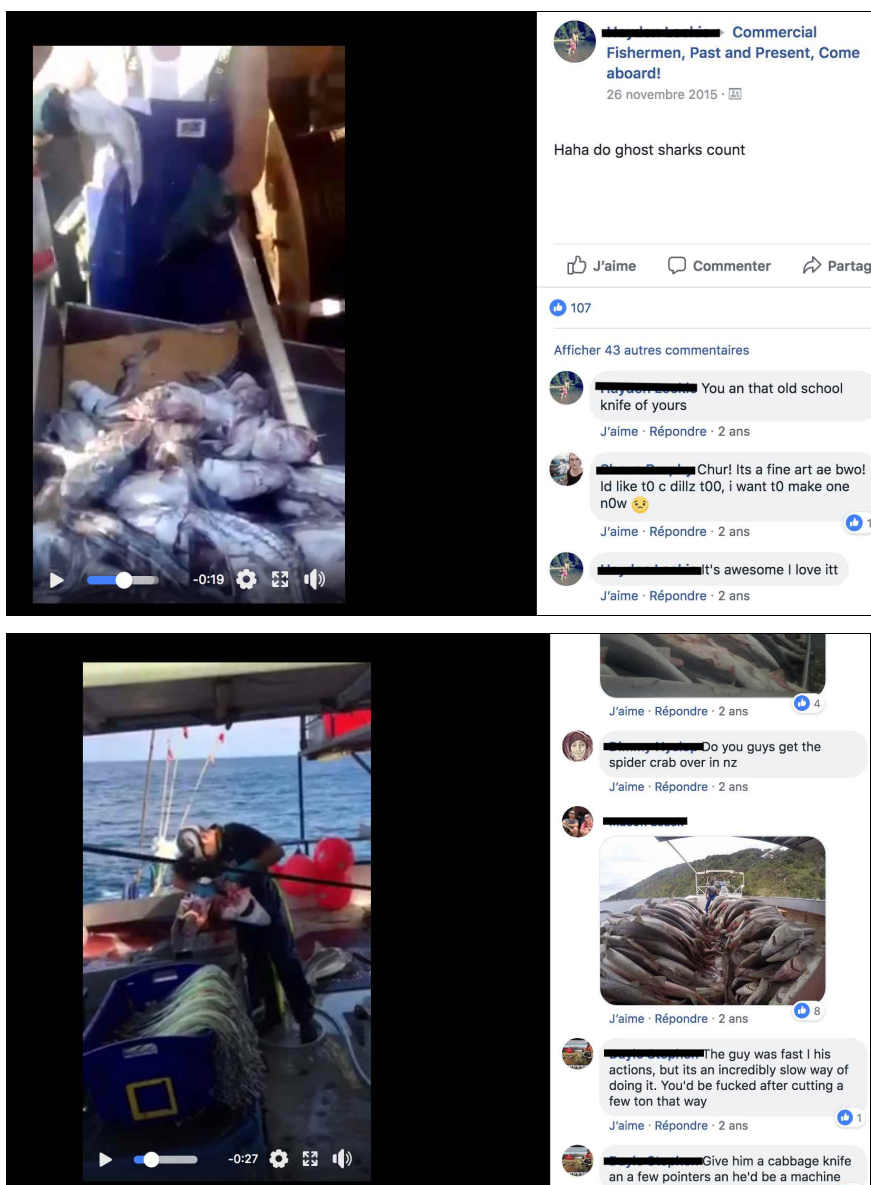 Commercial
Fishermen, Past and Present, Come
aboard!
26 novembre 2015 ·
Haha do ghost sharks count
J'aime Commenter Partag
107
Afficher 43 autres commentaires
You an that old school
knife of yours
J'aime · Répondre · 2 ans
Chur! Its a fine art ae bwo!
Id like t0 c dillz t00, i want t0 make one
n0w
1
J'aime · Répondre · 2 ans
It's awesome I love itt
J'aime · Répondre · 2 ans
-0:19
4
J'aime · Répondre · 2 ans
Do you guys get the
spider crab over in nz
J'aime · Répondre · 2 ans
8
J'aime · Répondre · 2 ans
The guy was fast I his
actions, but its an incredibly slow way of
doing it. You'd be fucked after cutting a
few ton that way
1
J'aime · Répondre · 2 ans
Give him a cabbage knife
an a few pointers an he'd be a machine
-0:27